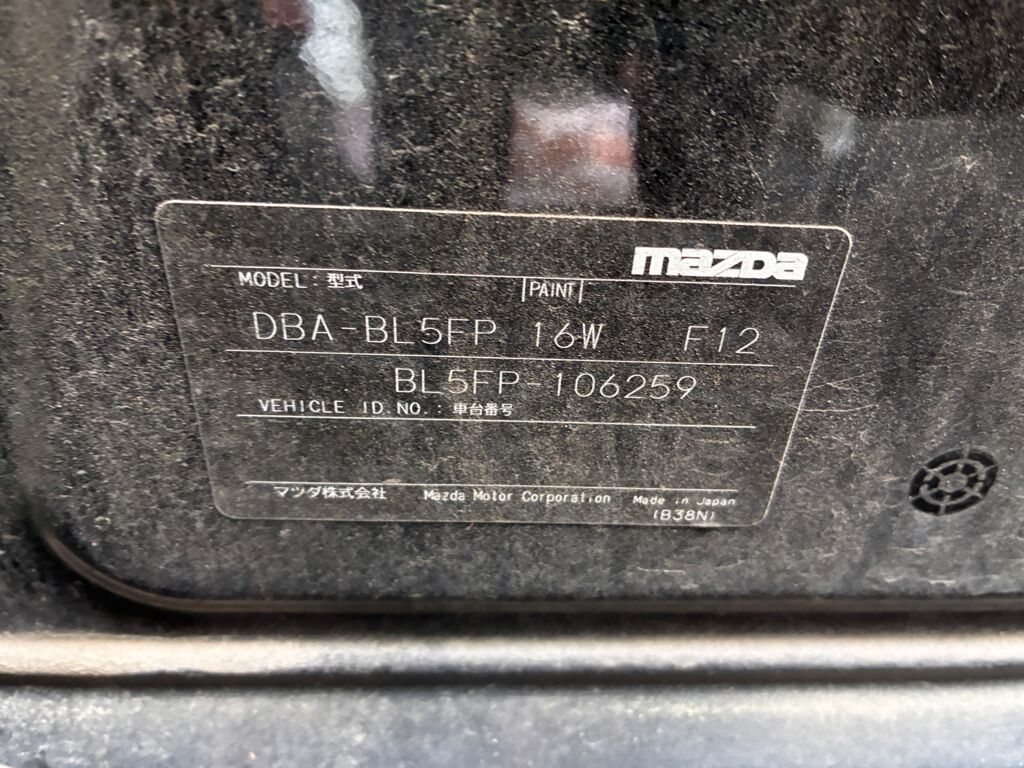 mazda
MODEL : 型式 PAINT
DBA-BL5FP 16W F12
BL5FP-106259
VEHICLE ID.NO. : 車台番号
マツダ株式会社 Mazda Motor Corporation Made in Japan
(B38N)